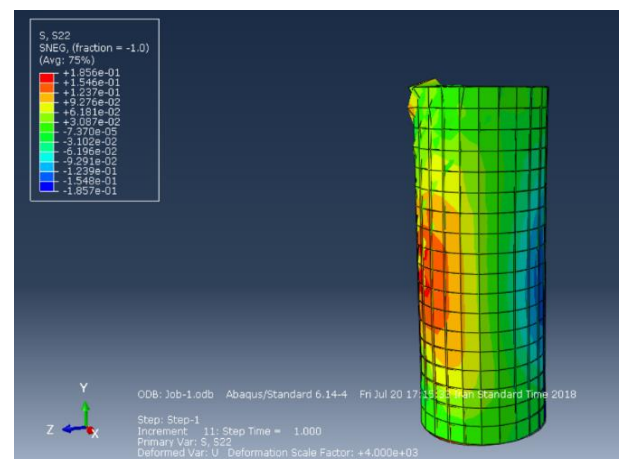 S, S22
SNEG, (fraction = -1.0)
(Avg: 75%)
+1.856e-01
+1.546e-01
+1.237e-01
+9.276e-02
+6.181e-02
+3.087e-02
-7.370e-05
-3.102e-02
-6.196e-02
-9.291e-02
-1.239e-01
-1.548e-01
-1.857e-01
Y
Z
X
ODB: Job-1.odb Abaqus/Standard 6.14-4 Fri Jul 20 Iran Standard Time 2018
Step: Step-1
Increment 11: Step Time = 1.000
Primary Var: S, S22
Deformed Var: U Deformation Scale Factor: +4.000e+03